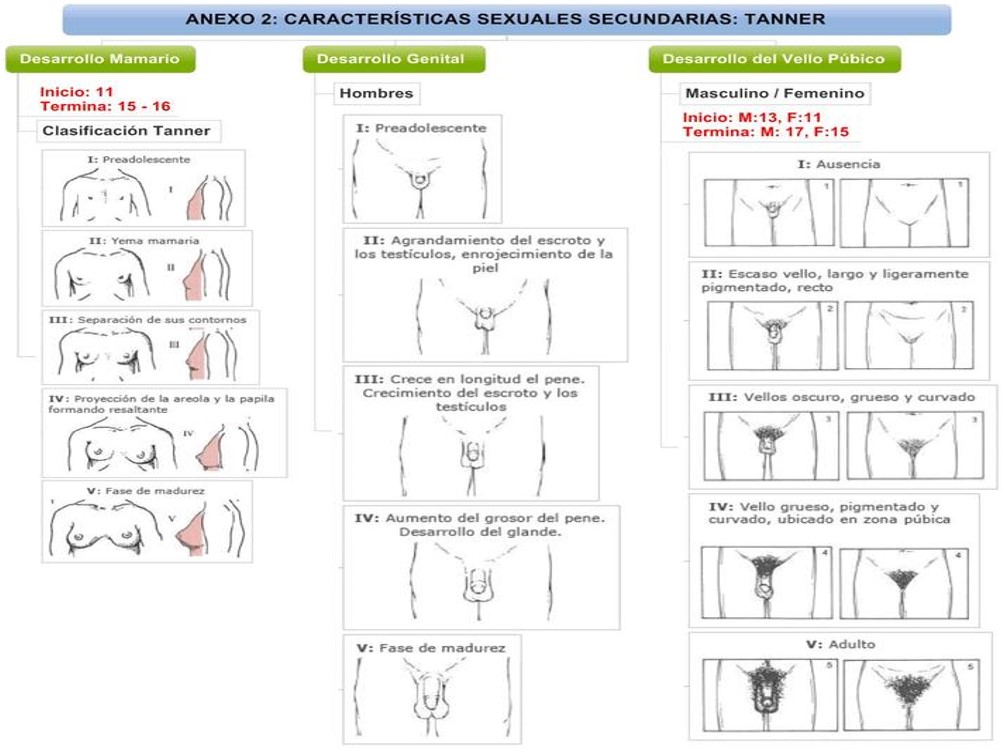 ANEXO 2: CARACTERÍSTICAS SEXUALES SECUNDARIAS: TANNER
Desarrollo Mamario
Inicio: 11
Termina: 15 - 16
Clasificación Tanner
I: Preadolescente
I
II: Yema mamaria
II
III: Separación de sus contornos
III
IV: Proyección de la areola y la papila
formando resaltante
IV
V: Fase de madurez
V
Desarrollo Genital
Hombres
I: Preadolescente
II: Agrandamiento del escroto y
los testículos, enrojecimiento de la
piel
III: Crece en longitud el pene.
Crecimiento del escroto y los
testículos
IV: Aumento del grosor del pene.
Desarrollo del glande.
V: Fase de madurez
Desarrollo del Vello Púbico
Masculino / Femenino
Inicio: M:13, F:11
Termina: M: 17, F:15
I: Ausencia
1 1
II: Escaso vello, largo y ligeramente
pigmentado, recto
2 2
III: Vellos oscuro, grueso y curvado
3 3
IV: Vello grueso, pigmentado y
curvado, ubicado en zona púbica
4 4
V: Adulto
5 5